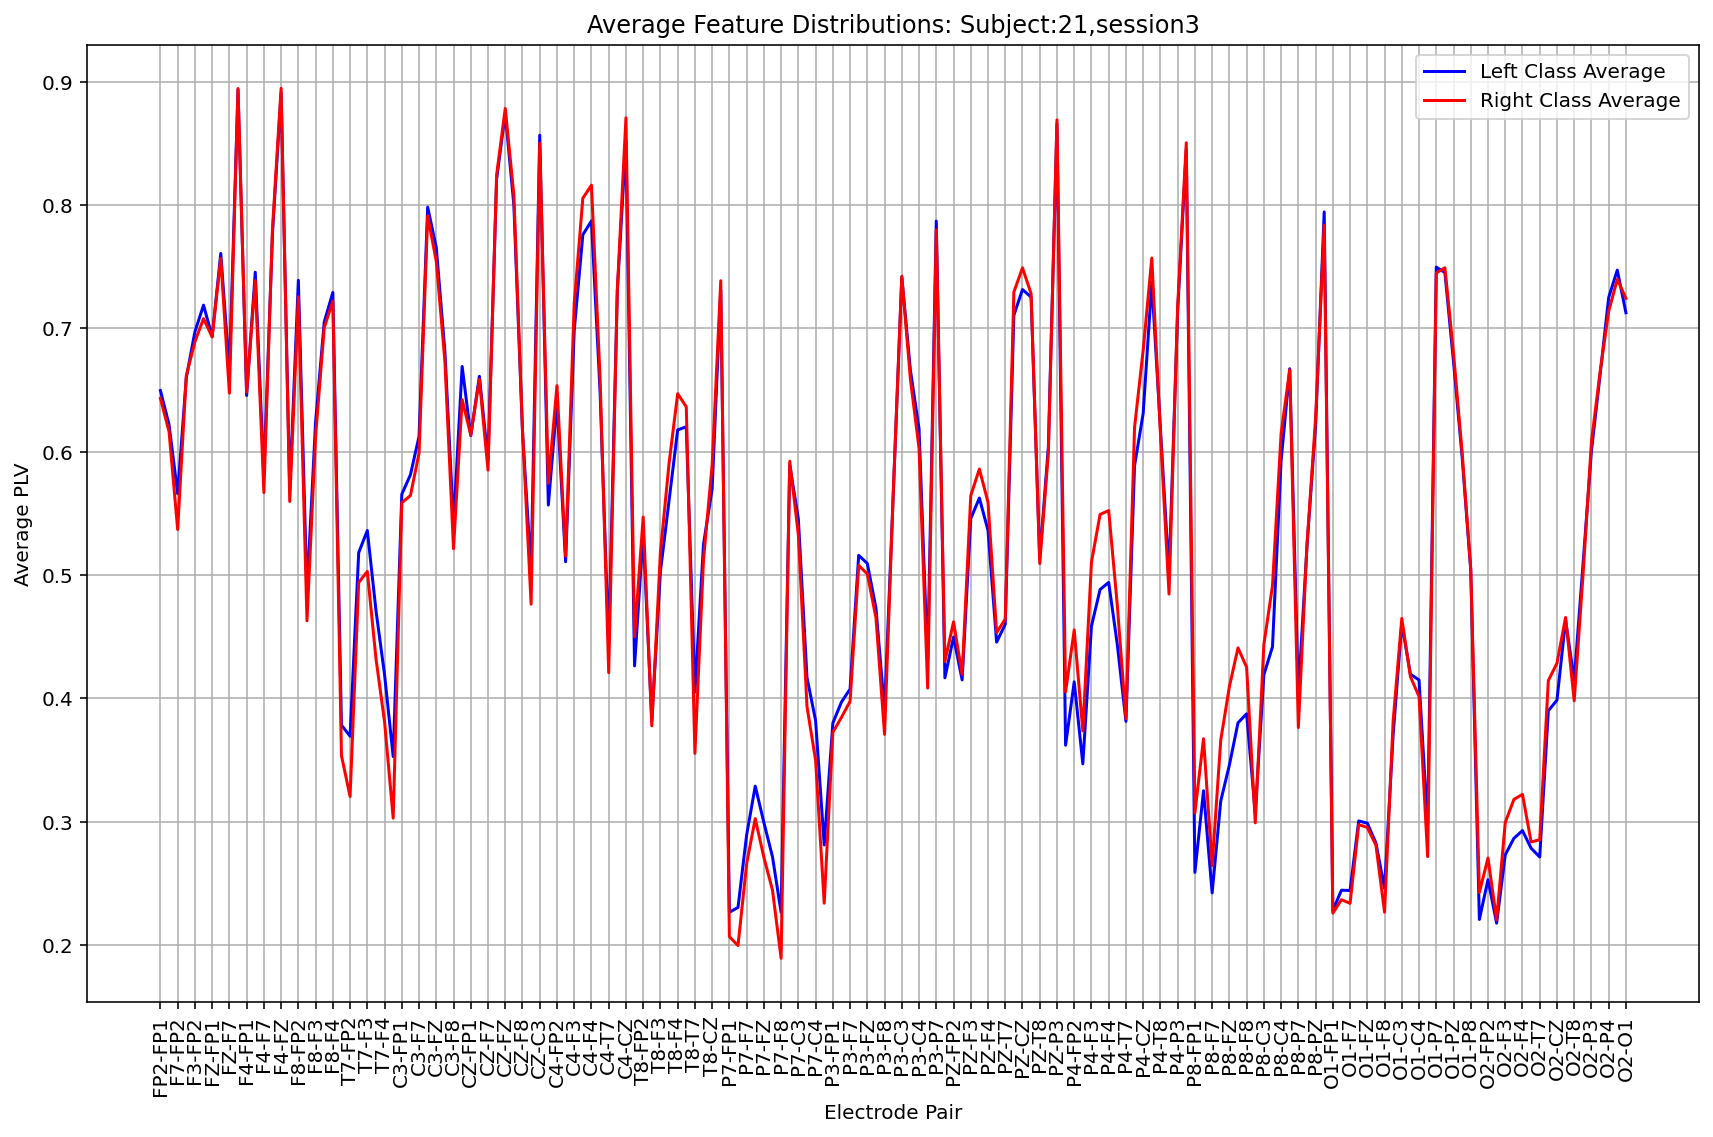 Average Feature Distributions: Subject:21,session3
Left Class Average
Right Class Average
Average PLV
0.9
0.8
0.7
0.6
0.5
0.4
0.3
0.2
FP2-FP1
F7-FP2
F3-FP2
FZ-FP1
FZ-F7
F4-FP1
F4-F7
F4-FZ
F8-FP2
F8-F3
F8-F4
T7-FP2
T7-F3
T7-F4
C3-FP1
C3-F7
C3-FZ
C3-F8
CZ-FP1
CZ-F7
CZ-FZ
CZ-F8
CZ-C3
C4-FP2
C4-F3
C4-F4
C4-T7
C4-CZ
T8-FP2
T8-F3
T8-F4
T8-T7
T8-CZ
P7-FP1
P7-F7
P7-FZ
P7-F8
P7-C3
P7-C4
P3-FP1
P3-F7
P3-FZ
P3-F8
P3-C3
P3-C4
P3-P7
PZ-FP2
PZ-F3
PZ-F4
PZ-T7
PZ-CZ
PZ-T8
PZ-P3
P4-FP2
P4-F3
P4-F4
P4-T7
P4-CZ
P4-T8
P4-P3
P8-FP1
P8-F7
P8-FZ
P8-F8
P8-C3
P8-C4
P8-P7
P8-PZ
O1-FP1
O1-F7
O1-FZ
O1-F8
O1-C3
O1-C4
O1-P7
O1-PZ
O1-P8
O2-FP2
O2-F3
O2-F4
O2-T7
O2-CZ
O2-T8
O2-P3
O2-P4
O2-O1
Electrode Pair